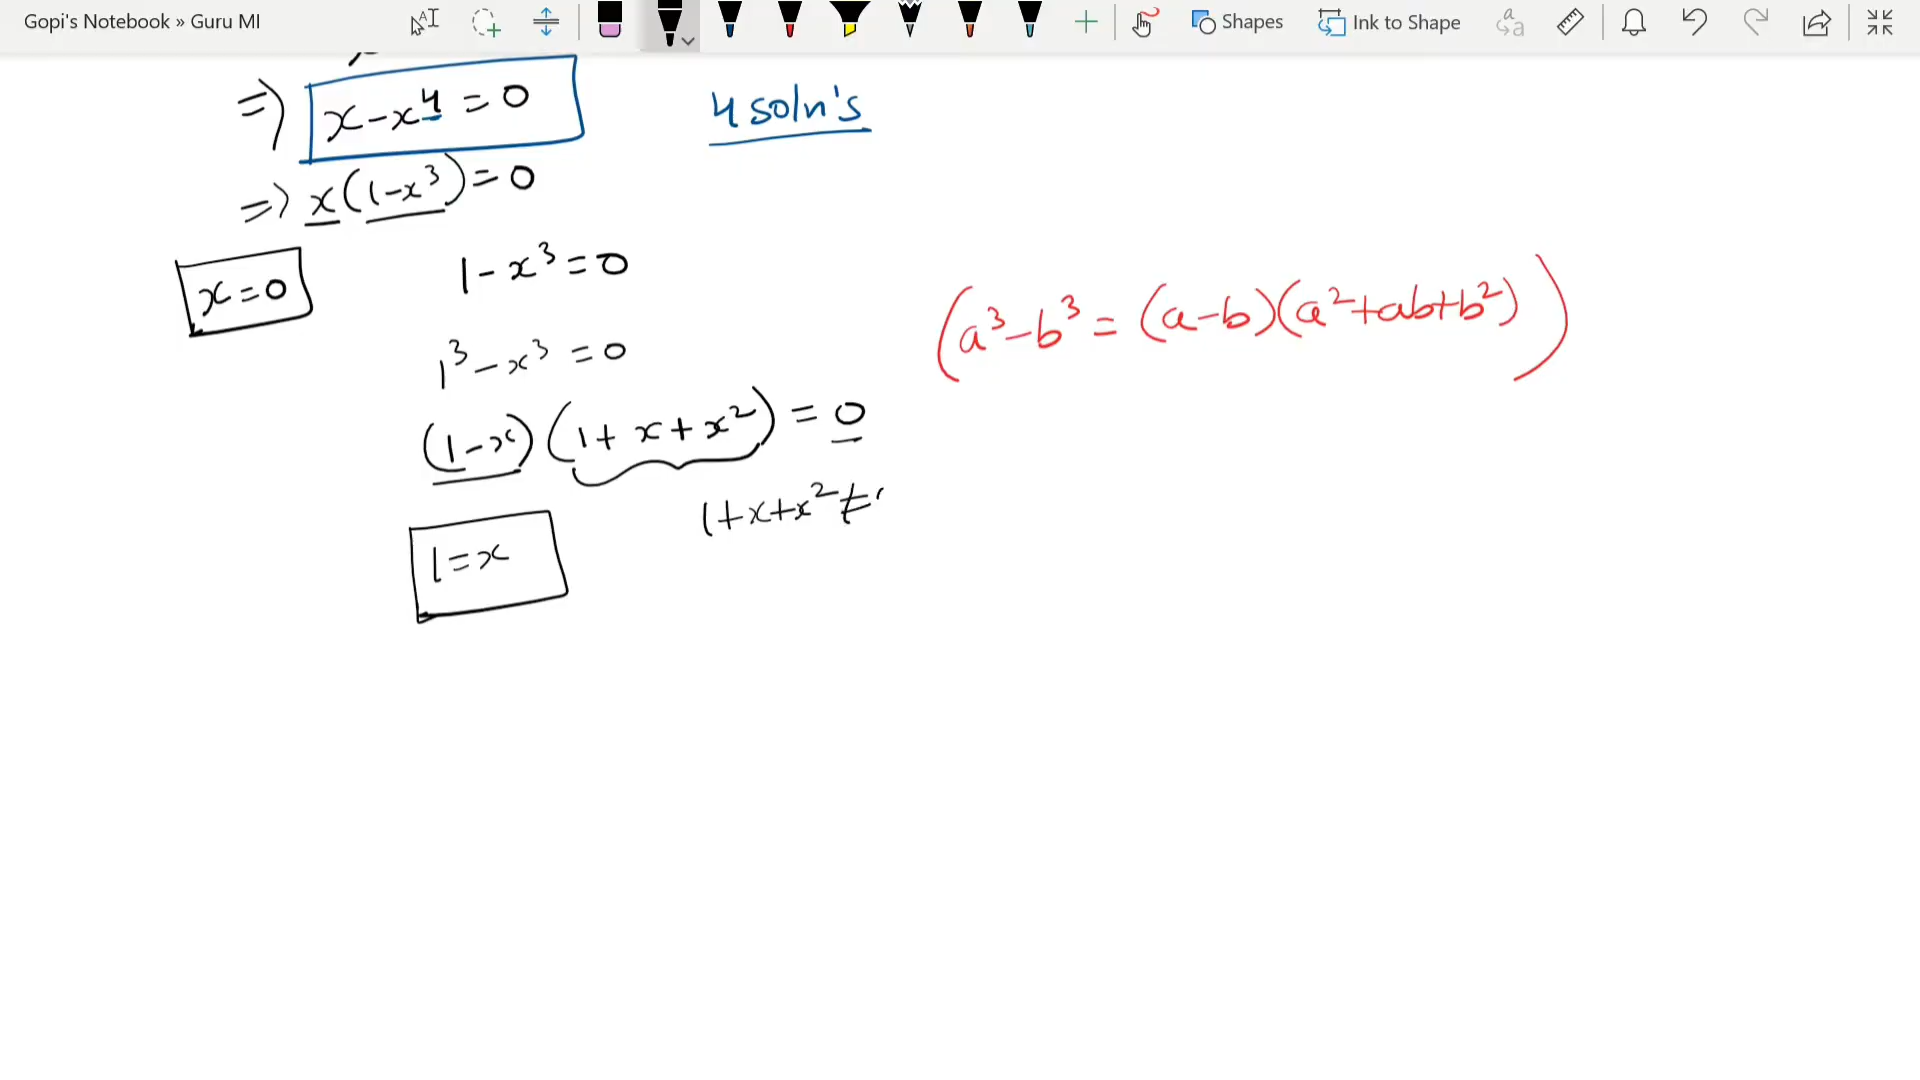 Gopi's Notebook » Guru MI
Shapes
Ink to Shape
=> x-x⁴ = 0
4 soln's
=> x(1-x³) = 0
x=0
1-x³=0
(a³-b³ = (a-b)(a²+ab+b²))
1³-x³ = 0
(1-x)(1+x+x²) = 0
1+x+x²
1=x